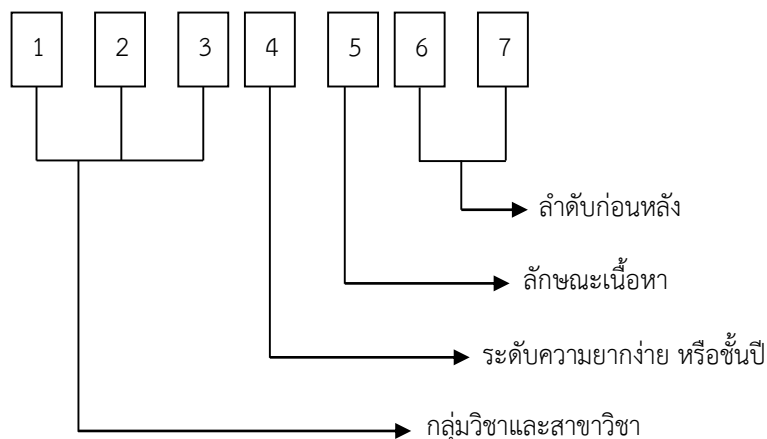 1 2 3 4 5 6 7
ลำดับก่อนหลัง
ลักษณะเนื้อหา
ระดับความยากง่าย หรือชั้นปี
กลุ่มวิชาและสาขาวิชา